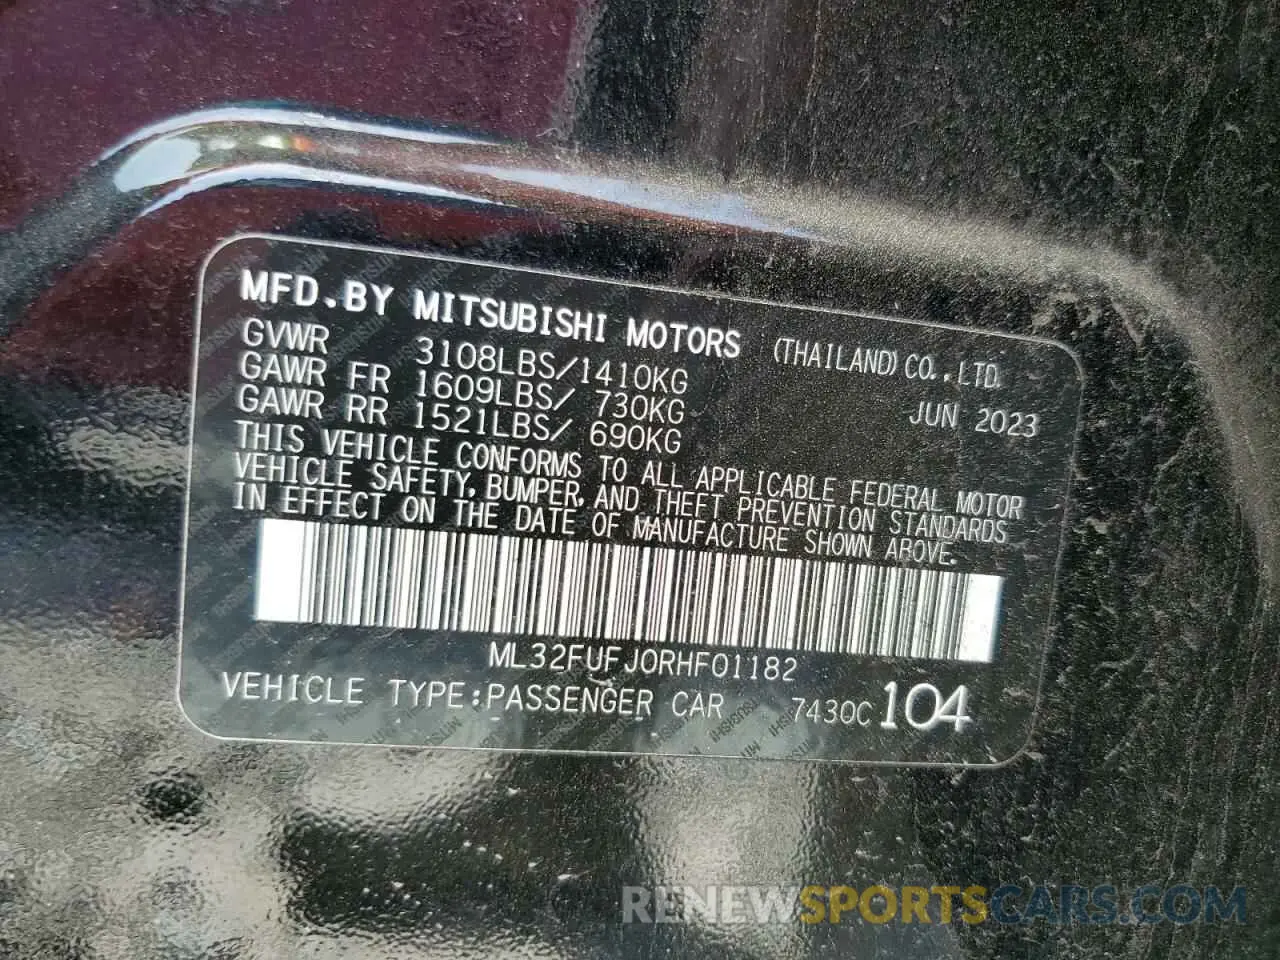 MFD.BY MITSUBISHI MOTORS (THAILAND) CO.,LTD.
GVWR 3108LBS/1410KG JUN 2023
GAWR FR 1609LBS/ 730KG
GAWR RR 1521LBS/ 690KG
THIS VEHICLE CONFORMS TO ALL APPLICABLE FEDERAL MOTOR
VEHICLE SAFETY, BUMPER, AND THEFT PREVENTION STANDARDS
IN EFFECT ON THE DATE OF MANUFACTURE SHOWN ABOVE.
ML32FUFJ0RHF01182
VEHICLE TYPE:PASSENGER CAR 7430C 104
RENEWSPORTSCARS.COM